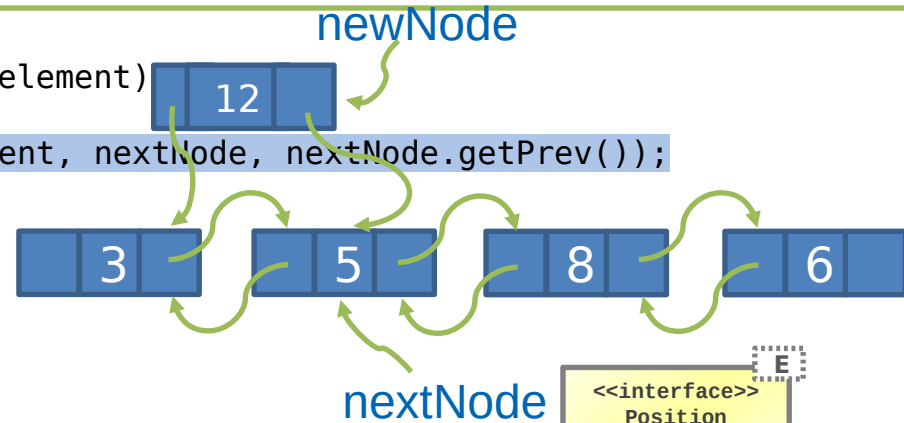 newNode
element)
12
ent, nextNode, nextNode.getPrev());
3 5 8 6
nextNode
E
<<interface>>
Position